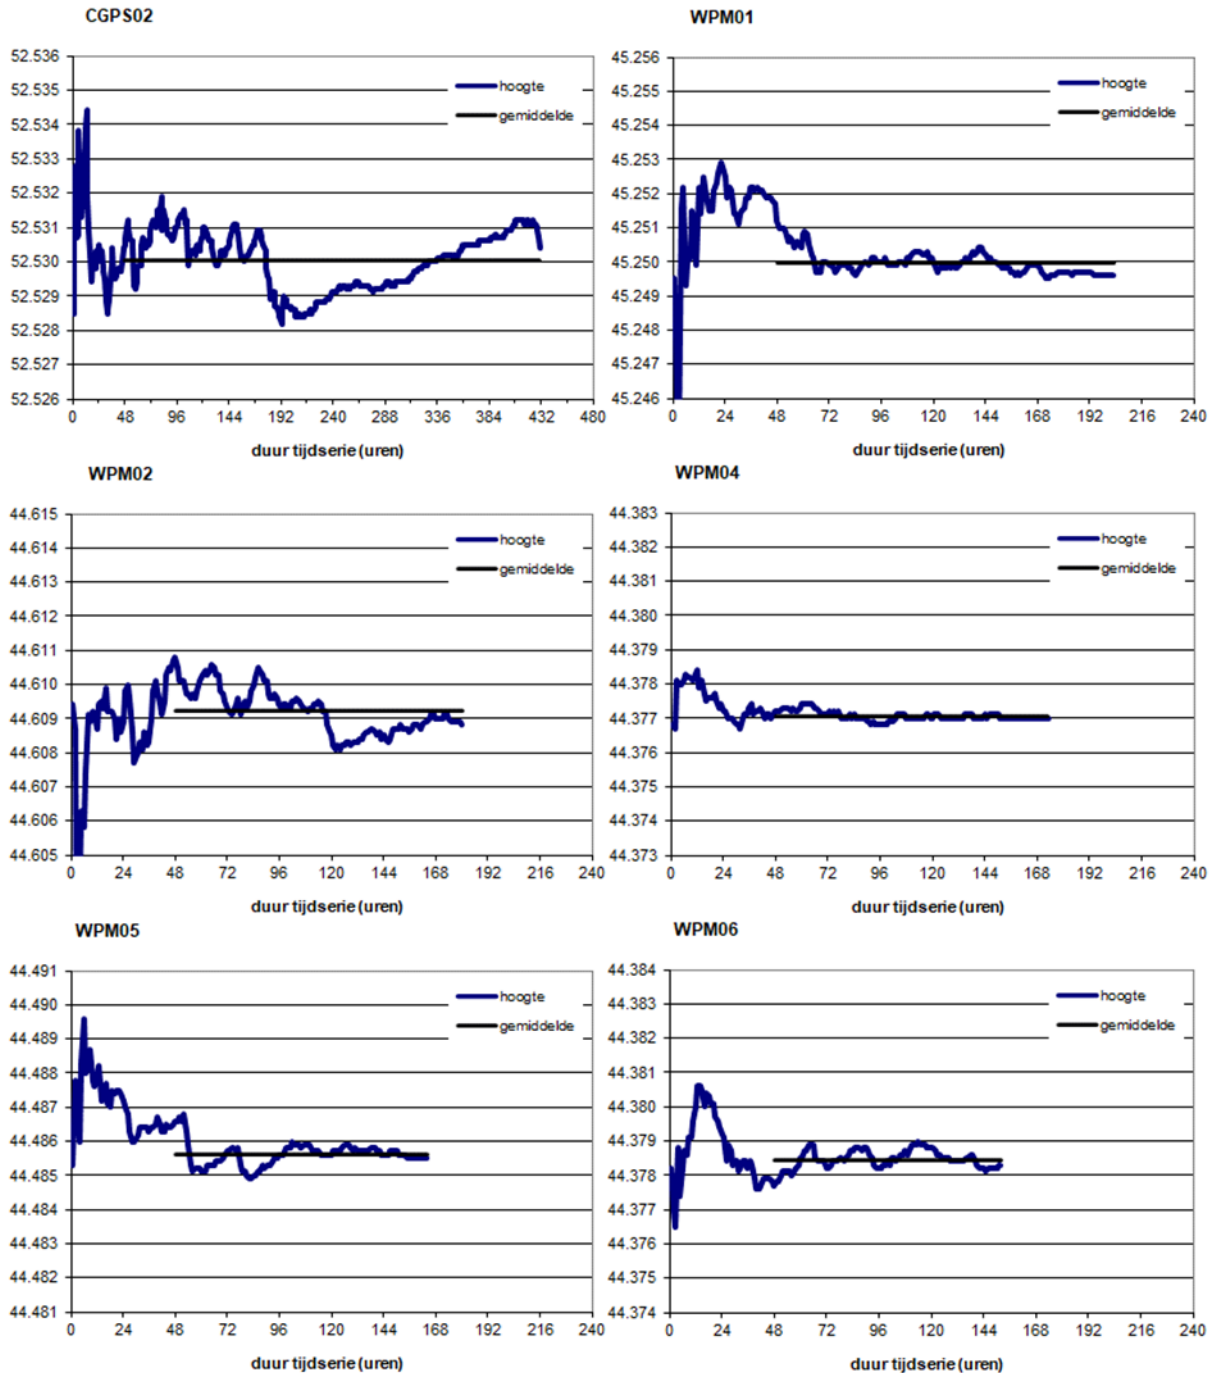 CGPS02
52.536
52.535
52.534
52.533
52.532
52.531
52.530
52.529
52.528
52.527
52.526
hoogte
gemiddelde
0 48 96 144 192 240 288 336 384 432 480
duur tijdserie (uren)
WPM01
45.256
45.255
45.254
45.253
45.252
45.251
45.250
45.249
45.248
45.247
45.246
hoogte
gemiddelde
0 24 48 72 96 120 144 168 192 216 240
duur tijdserie (uren)
WPM02
44.615
44.614
44.613
44.612
44.611
44.610
44.609
44.608
44.607
44.606
44.605
hoogte
gemiddelde
0 24 48 72 96 120 144 168 192 216 240
duur tijdserie (uren)
WPM04
44.383
44.382
44.381
44.380
44.379
44.378
44.377
44.376
44.375
44.374
44.373
hoogte
gemiddelde
0 24 48 72 96 120 144 168 192 216 240
duur tijdserie (uren)
WPM05
44.491
44.490
44.489
44.488
44.487
44.486
44.485
44.484
44.483
44.482
44.481
hoogte
gemiddelde
0 24 48 72 96 120 144 168 192 216 240
duur tijdserie (uren)
WPM06
44.384
44.383
44.382
44.381
44.380
44.379
44.378
44.377
44.376
44.375
44.374
hoogte
gemiddelde
0 24 48 72 96 120 144 168 192 216 240
duur tijdserie (uren)